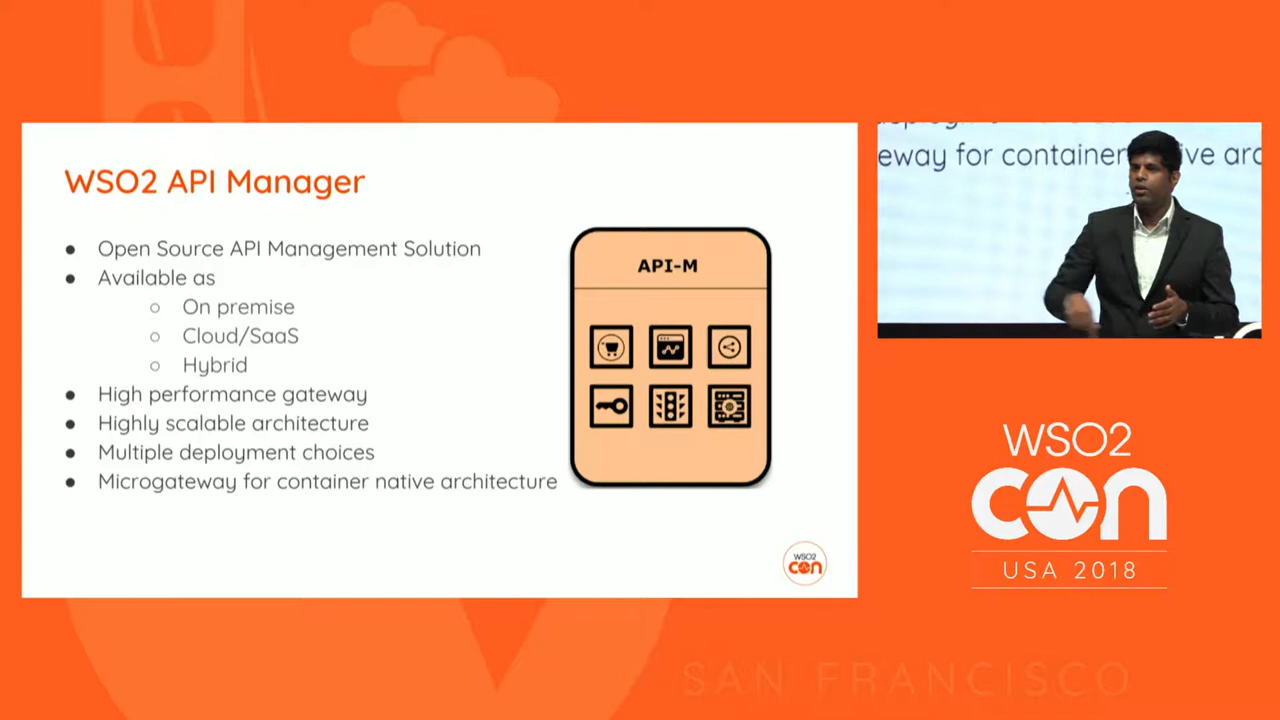 WSO2 API Manager
● Open Source API Management Solution
● Available as
○ On premise
○ Cloud/SaaS
○ Hybrid
● High performance gateway
● Highly scalable architecture
● Multiple deployment choices
● Microgateway for container native architecture
API-M
WSO2
con
eway for container
WSO2
con
USA 2018
SAN FRANCISCO